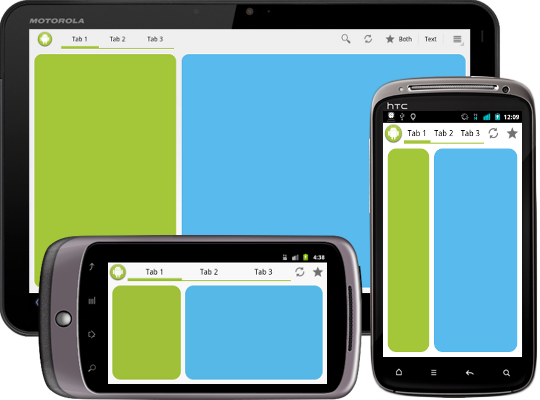 MOTOROLA
Tab 1 Tab 2 Tab 3 Both Text
hTC
12:09
Tab 1 Tab 2 Tab 3
4:38
Tab 1 Tab 2 Tab 3